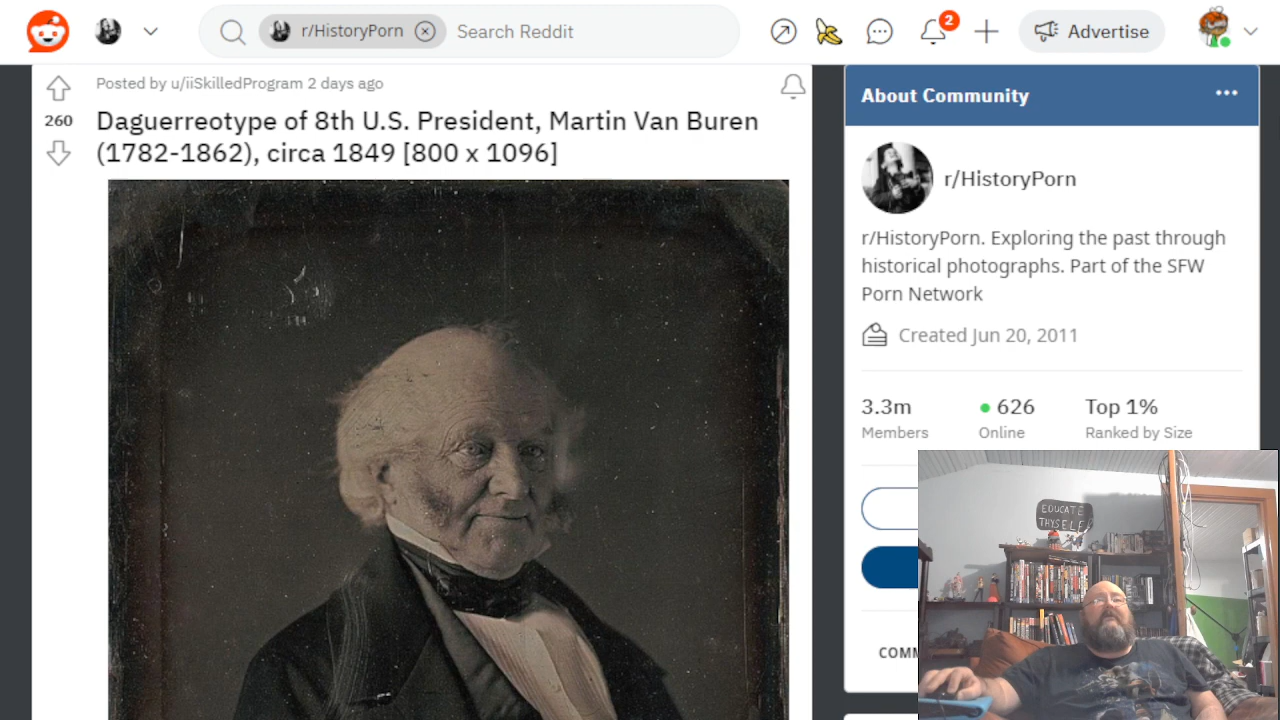 r/HistoryPorn
Search Reddit
2
Advertise
Posted by u/iiSkilledProgram 2 days ago
260
Daguerreotype of 8th U.S. President, Martin Van Buren
(1782-1862), circa 1849 [800 x 1096]
About Community
r/HistoryPorn
r/HistoryPorn. Exploring the past through
historical photographs. Part of the SFW
Porn Network
Created Jun 20, 2011
3.3m
Members
626
Online
Top 1%
Ranked by Size
COMM
EDUCATE
THYSELF